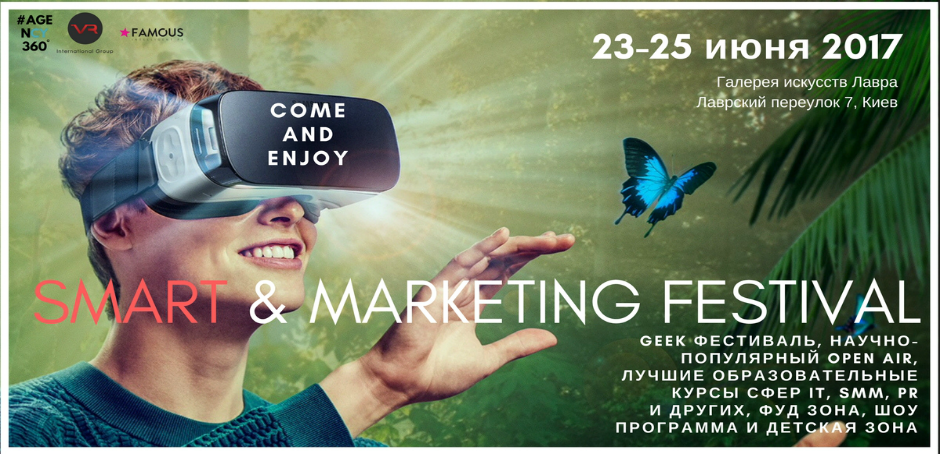 #AGE
NCY
360°
VR
International Group
FAMOUS
23-25 июня 2017
Галерея искусств Лавра
Лаврский переулок 7, Киев
COME
AND
ENJOY
SMART & MARKETING FESTIVAL
GEEK ФЕСТИВАЛЬ, НАУЧНО-
ПОПУЛЯРНЫЙ OPEN AIR,
ЛУЧШИЕ ОБРАЗОВАТЕЛЬНЫЕ
КУРСЫ СФЕР IT, SMM, PR
И ДРУГИХ, ФУД ЗОНА, ШОУ
ПРОГРАММА И ДЕТСКАЯ ЗОНА